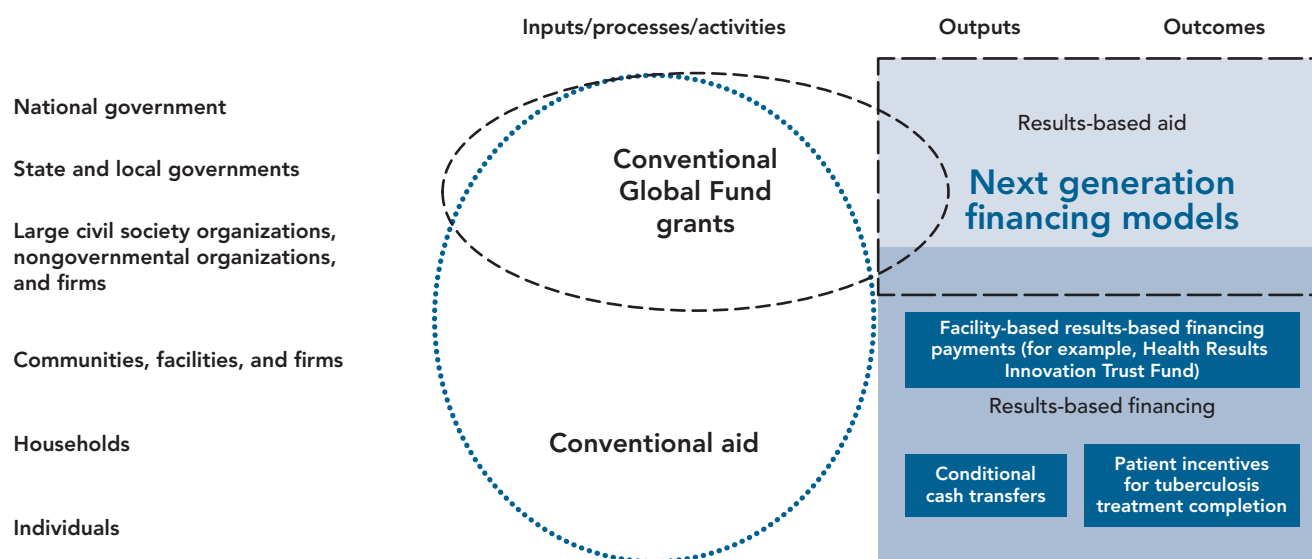 Inputs/processes/activities
Outputs
Outcomes
National government
State and local governments
Large civil society organizations,
nongovernmental organizations,
and firms
Communities, facilities, and firms
Households
Individuals
Conventional
Global Fund
grants
Conventional aid
Results-based aid
Next generation
financing models
Facility-based results-based financing
payments (for example, Health Results
Innovation Trust Fund)
Results-based financing
Conditional
cash transfers
Patient incentives
for tuberculosis
treatment completion